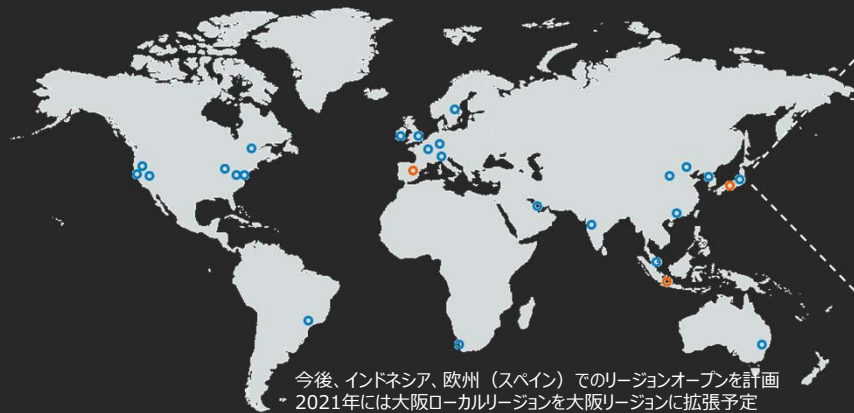 今後、インドネシア、欧州（スペイン）でのリージョンオープンを計画
2021年には大阪ローカルリージョンを大阪リージョンに拡張予定